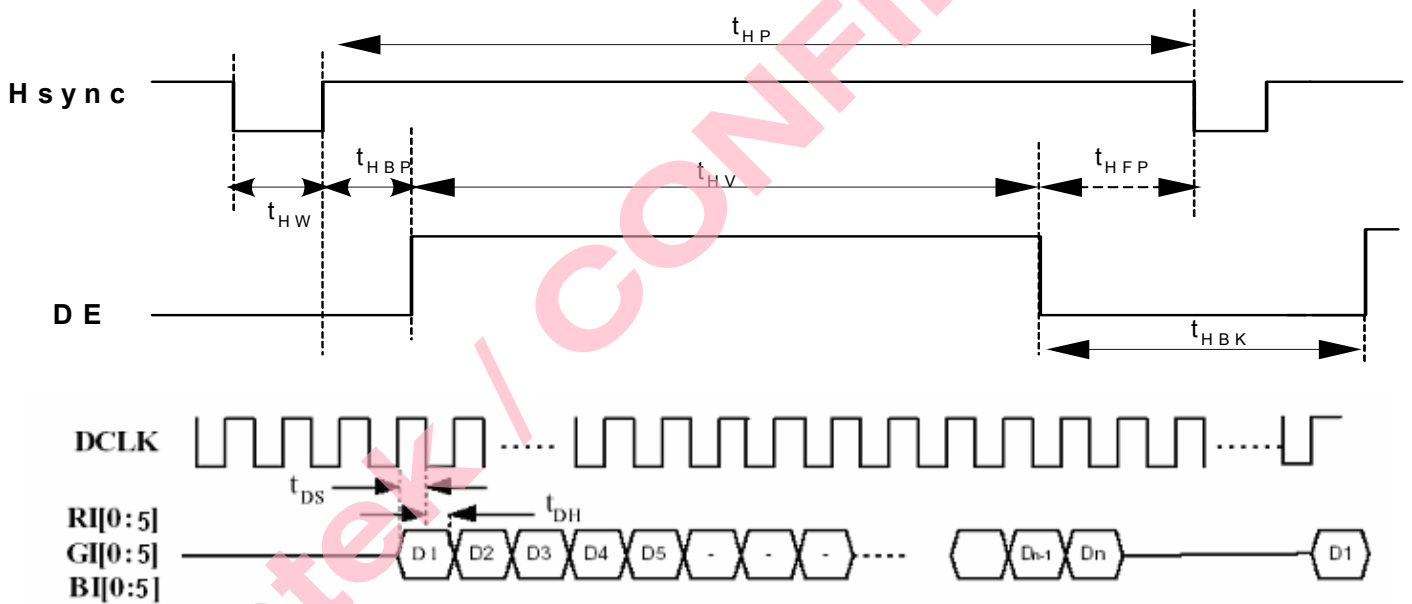 t H P
H s y n c
t H B P
t H V
t H F P
t H W
D E
t H B K
DCLK
t DS
t DH
RI[0:5]
GI[0:5]
BI[0:5]
D1 D2 D3 D4 D5 - - - Dn-1 Dn D1
tek / CONFI